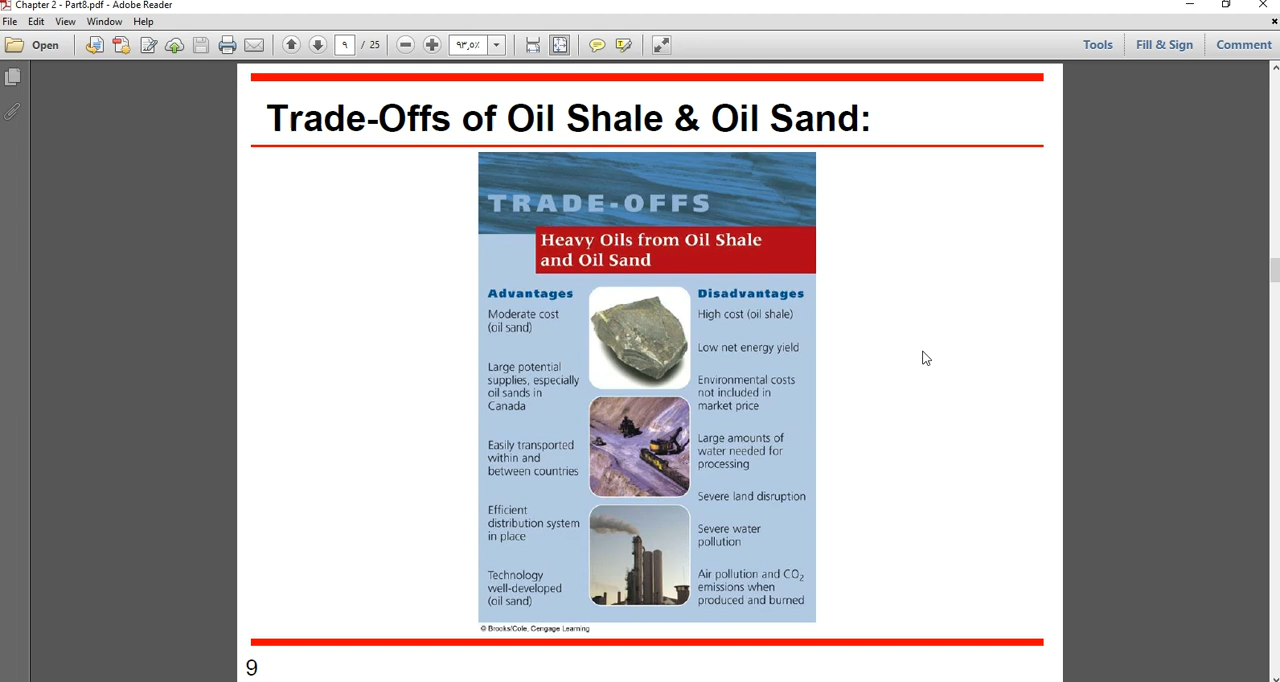 Chapter 2 - Part8.pdf - Adobe Reader
File Edit View Window Help
Open ٩ / 25 ٩٣,٥٪ Tools Fill & Sign Comment
Trade-Offs of Oil Shale & Oil Sand:
TRADE-OFFS
Heavy Oils from Oil Shale
and Oil Sand
Advantages
Moderate cost
(oil sand)
Large potential
supplies, especially
oil sands in
Canada
Easily transported
within and
between countries
Efficient
distribution system
in place
Technology
well-developed
(oil sand)
Disadvantages
High cost (oil shale)
Low net energy yield
Environmental costs
not included in
market price
Large amounts of
water needed for
processing
Severe land disruption
Severe water
pollution
Air pollution and CO₂
emissions when
produced and burned
© Brooks/Cole, Cengage Learning
9